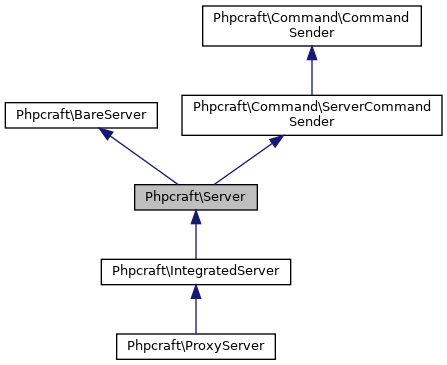 Phpcraft\Command\Command
Sender
Phpcraft\BareServer
Phpcraft\Command\ServerCommand
Sender
Phpcraft\Server
Phpcraft\IntegratedServer
Phpcraft\ProxyServer